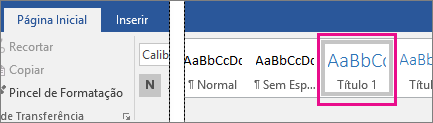 Página Inicial
Inserir
Recortar
Copiar
Pincel de Formatação
de Transferência
Calib
N
AaBbCcDc
¶ Normal
AaBbCcDc
¶ Sem Esp...
AaBbCc
Título 1
AaBbC
Títul